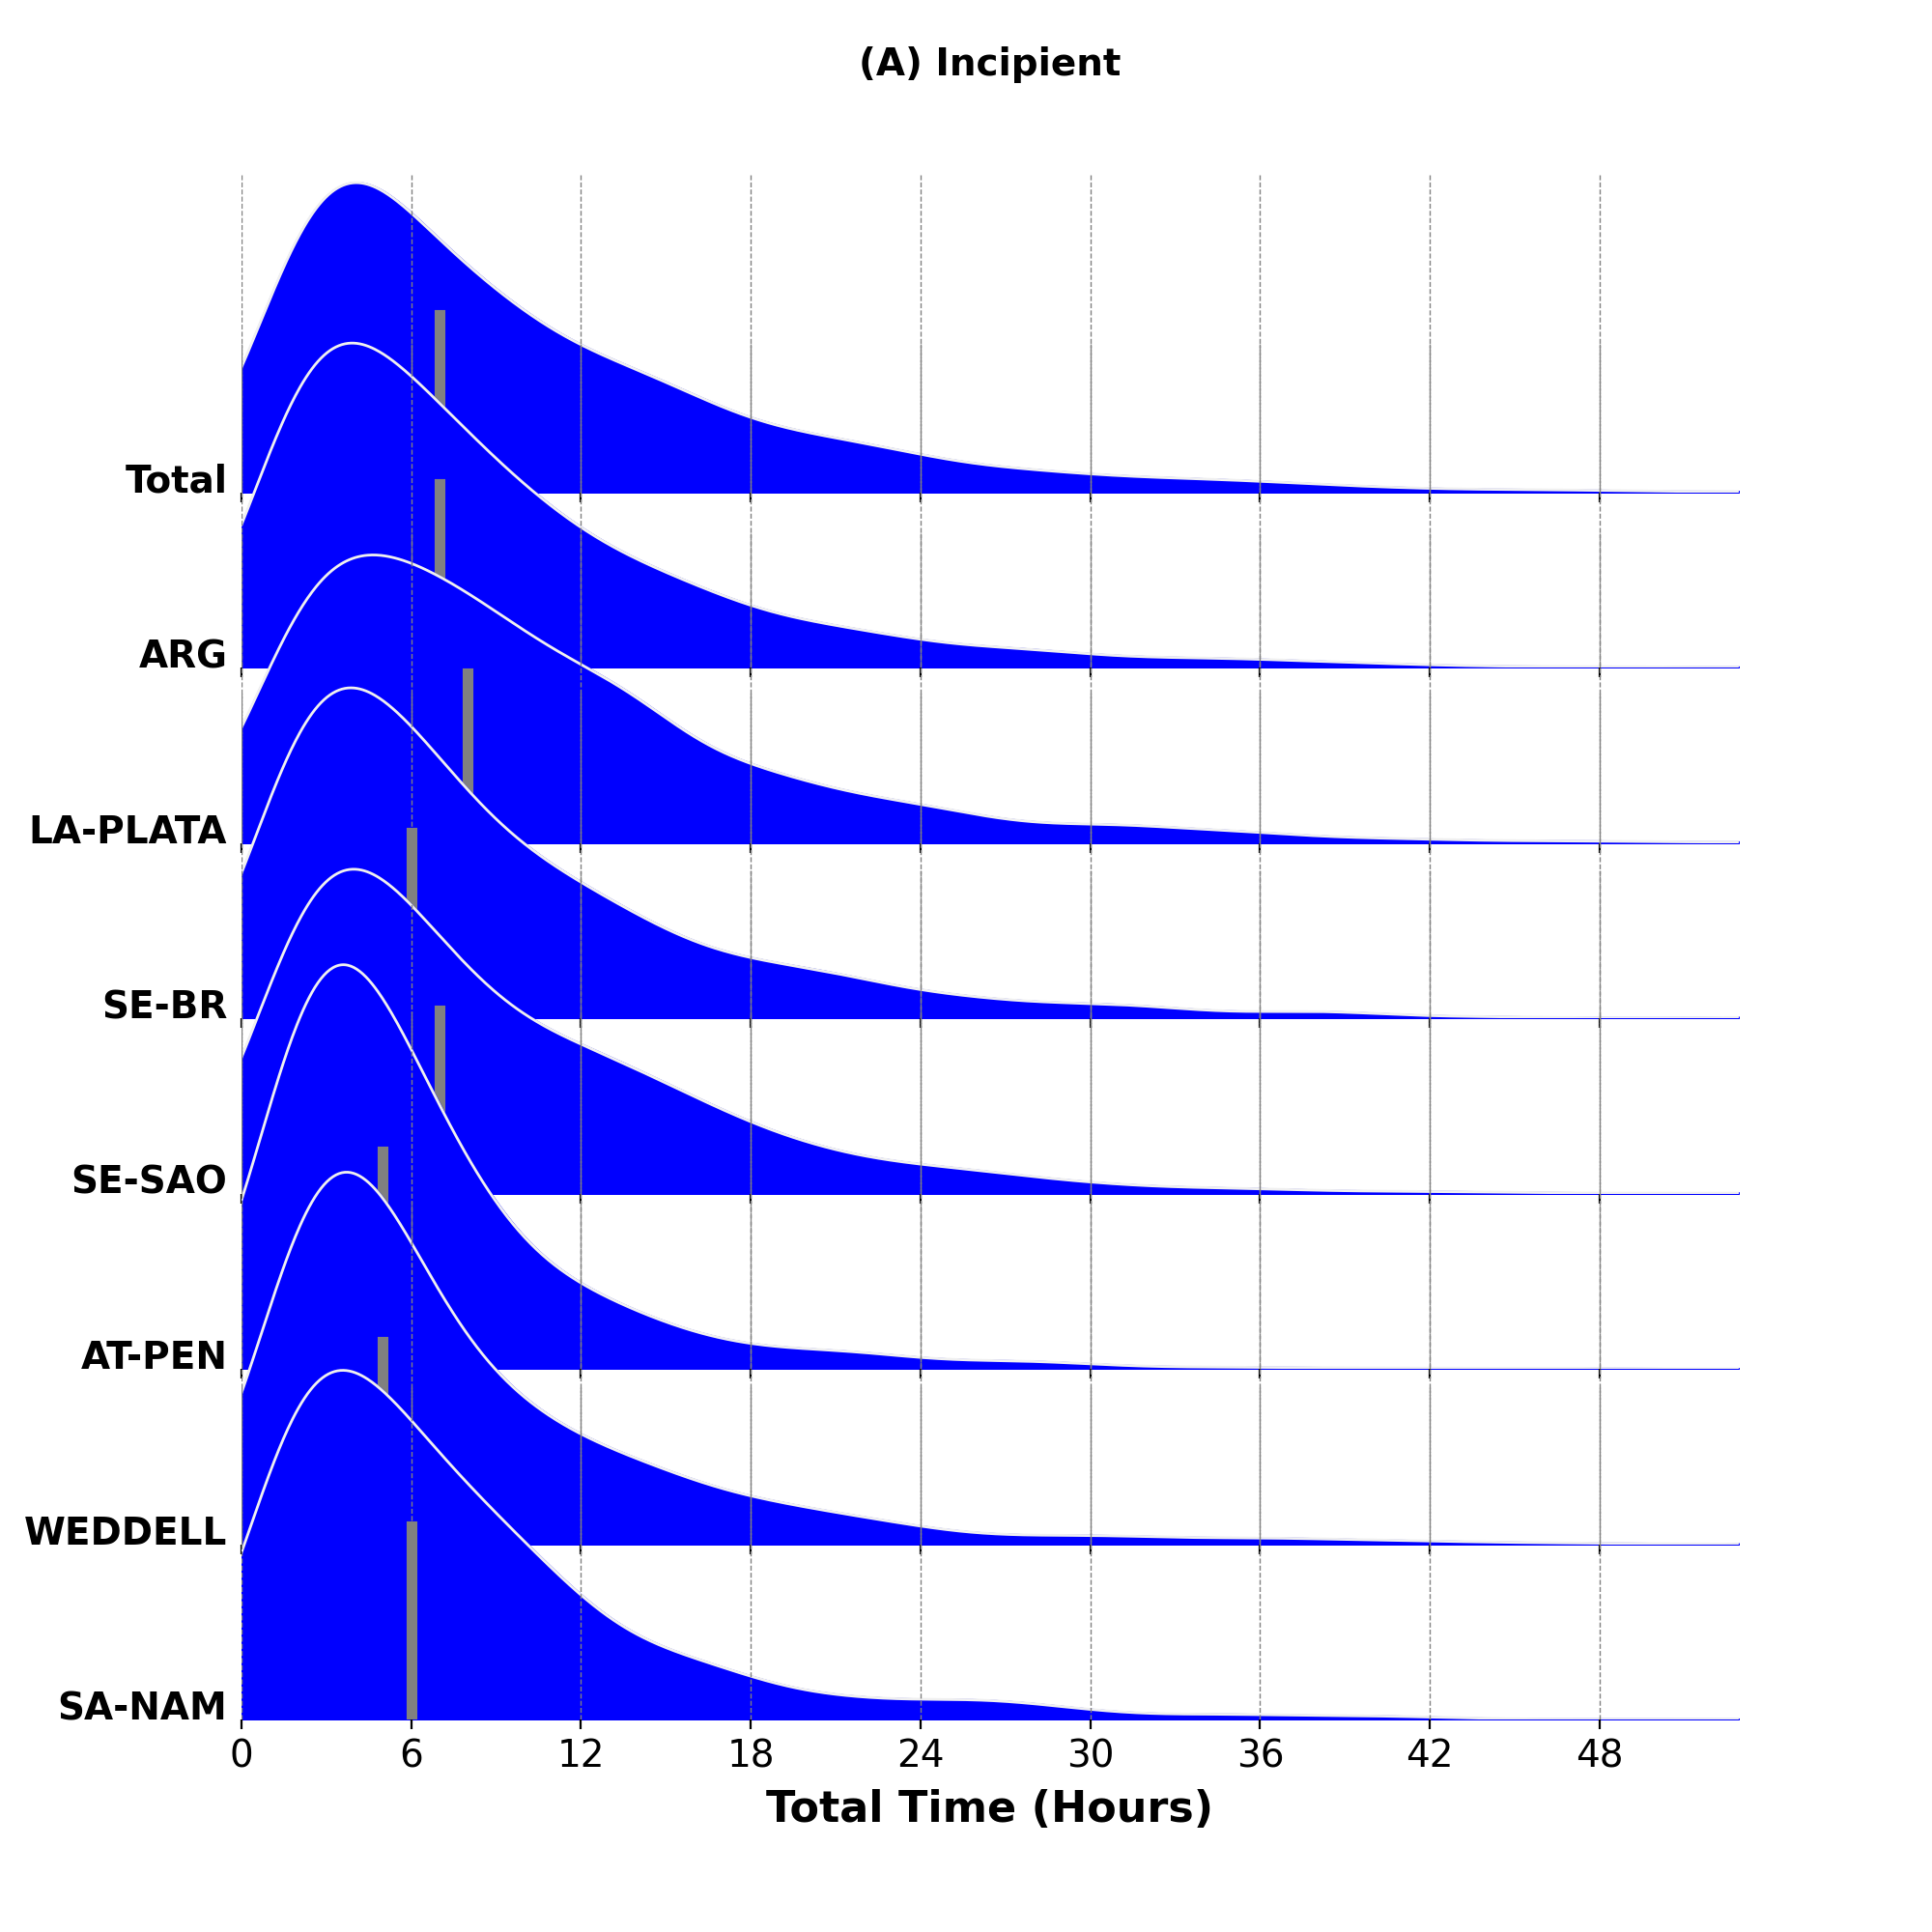 (A) Incipient
Total
ARG
LA-PLATA
SE-BR
SE-SAO
AT-PEN
WEDDELL
SA-NAM
0 6 12 18 24 30 36 42 48
Total Time (Hours)